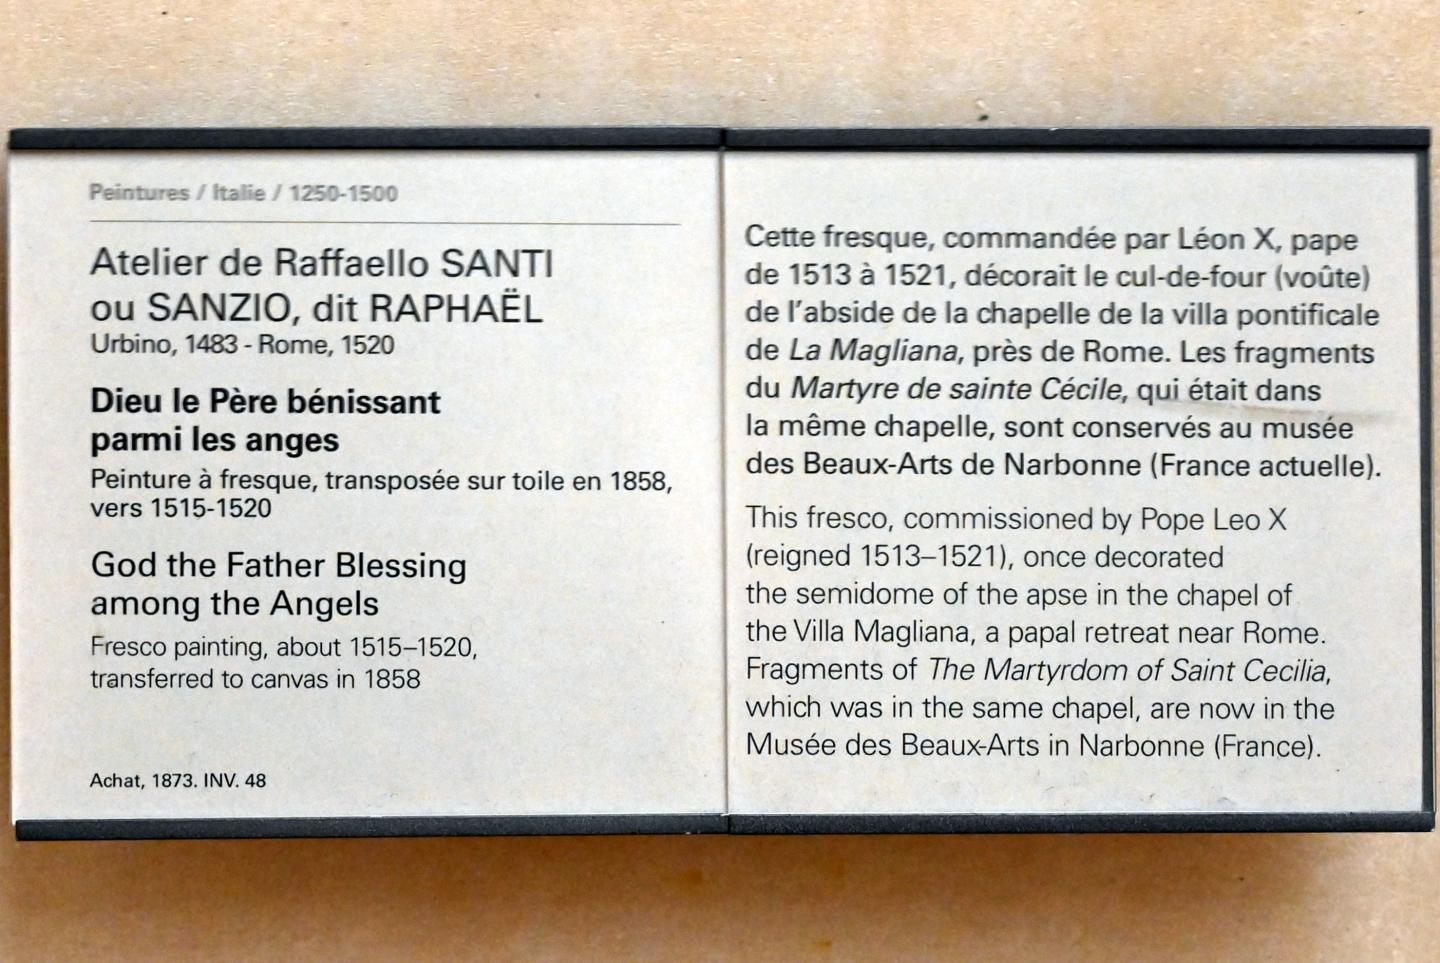 Peintures / Italie / 1250-1500
Atelier de Raffaello SANTI
ou SANZIO, dit RAPHAËL
Urbino, 1483 - Rome, 1520
Dieu le Père bénissant
parmi les anges
Peinture à fresque, transposée sur toile en 1858,
vers 1515-1520
God the Father Blessing
among the Angels
Fresco painting, about 1515–1520,
transferred to canvas in 1858
Achat, 1873. INV. 48
Cette fresque, commandée par Léon X, pape
de 1513 à 1521, décorait le cul-de-four (voûte)
de l'abside de la chapelle de la villa pontificale
de La Magliana, près de Rome. Les fragments
du Martyre de sainte Cécile, qui était dans
la même chapelle, sont conservés au musée
des Beaux-Arts de Narbonne (France actuelle).
This fresco, commissioned by Pope Leo X
(reigned 1513–1521), once decorated
the semidome of the apse in the chapel of
the Villa Magliana, a papal retreat near Rome.
Fragments of The Martyrdom of Saint Cecilia,
which was in the same chapel, are now in the
Musée des Beaux-Arts in Narbonne (France).